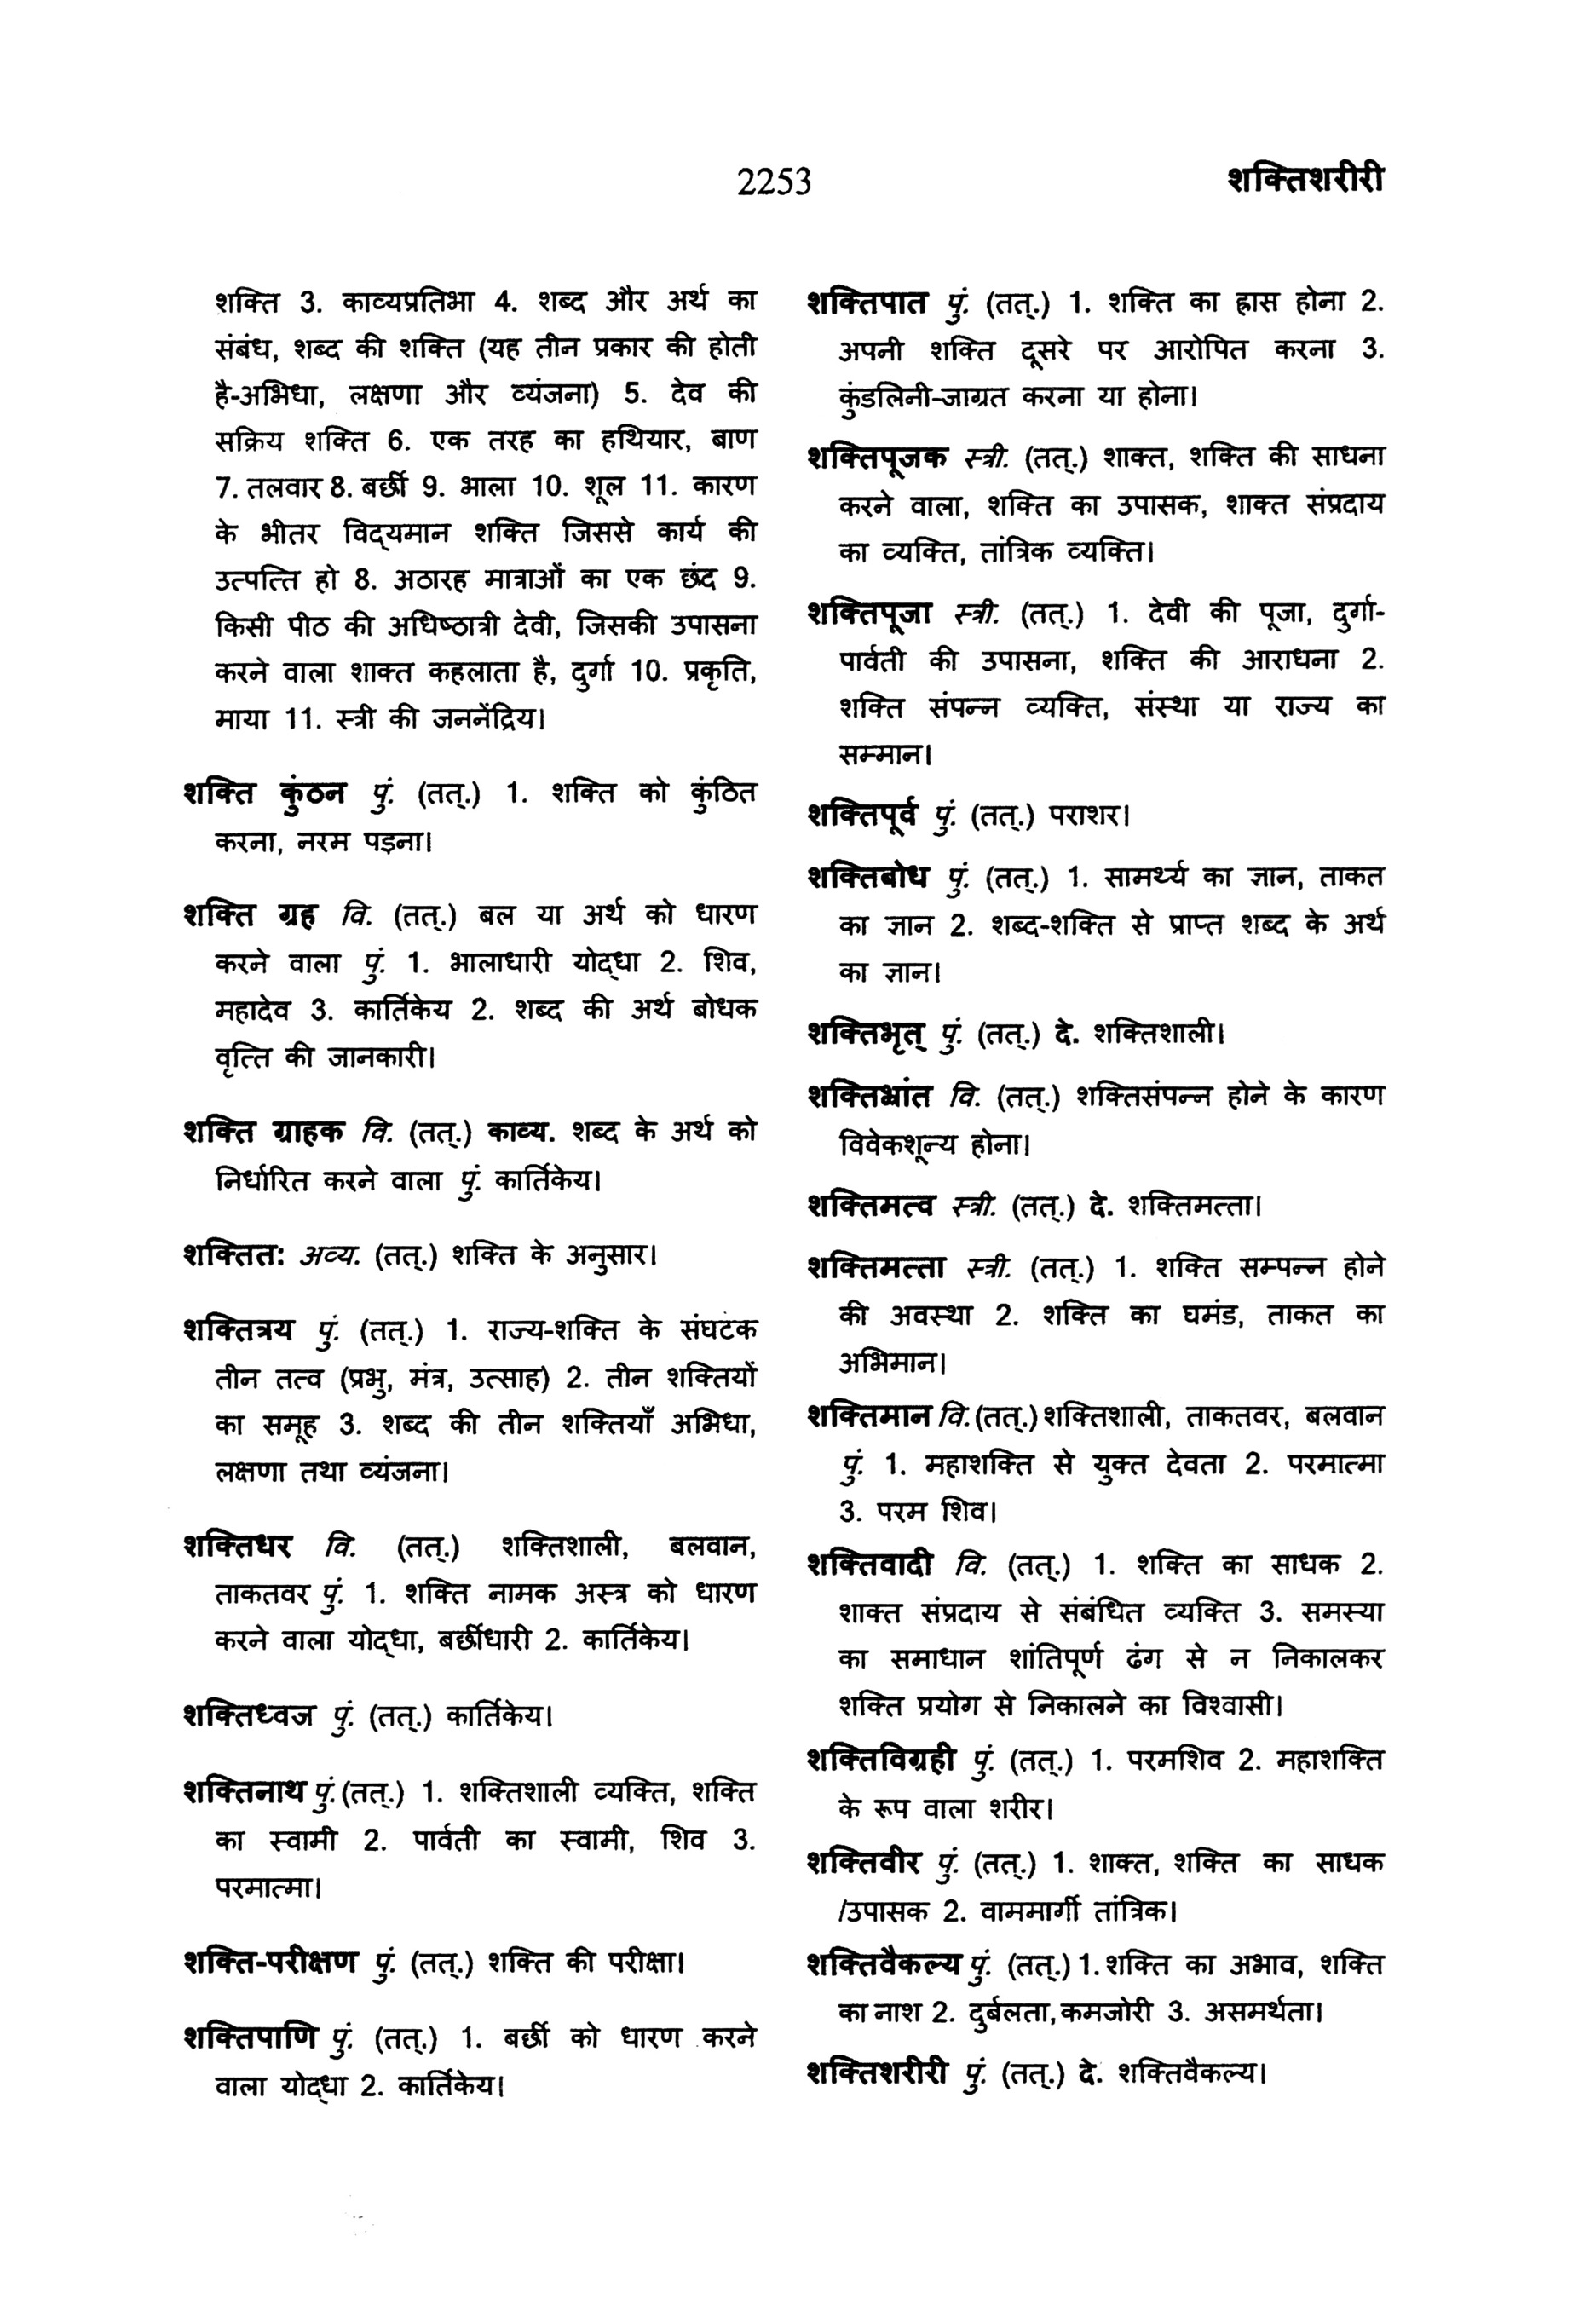 2253
शक्तिशरीरी
शक्ति 3. काव्यप्रतिभा 4. शब्द और अर्थ का
संबंध, शब्द की शक्ति (यह तीन प्रकार की होती
है-अभिधा, लक्षणा और व्यंजना) 5. देव की
सक्रिय शक्ति 6. एक तरह का हथियार, बाण
7. तलवार 8. बर्छी 9. भाला 10. शूल 11. कारण
के भीतर विद्यमान शक्ति जिससे कार्य की
उत्पत्ति हो 8. अठारह मात्राओं का एक छंद 9.
किसी पीठ की अधिष्ठात्री देवी, जिसकी उपासना
करने वाला शाक्त कहलाता है, दुर्गा 10. प्रकृति,
माया 11. स्त्री की जननेंद्रिय।
शक्ति कुंठन पुं. (तत्.) 1. शक्ति को कुंठित
करना, नरम पड़ना।
शक्ति ग्रह वि. (तत्.) बल या अर्थ को धारण
करने वाला पुं. 1. भालाधारी योद्धा 2. शिव,
महादेव 3. कार्तिकेय 2. शब्द की अर्थ बोधक
वृत्ति की जानकारी।
शक्ति ग्राहक वि. (तत्.) काव्य. शब्द के अर्थ को
निर्धारित करने वाला पुं. कार्तिकेय।
शक्तित: अव्य. (तत्.) शक्ति के अनुसार।
शक्तित्रय पुं. (तत्.) 1. राज्य-शक्ति के संघटक
तीन तत्व (प्रभु, मंत्र, उत्साह) 2. तीन शक्तियों
का समूह 3. शब्द की तीन शक्तियाँ अभिधा,
लक्षणा तथा व्यंजना।
शक्तिधर वि. (तत्.) शक्तिशाली, बलवान,
ताकतवर पुं. 1. शक्ति नामक अस्त्र को धारण
करने वाला योद्धा, बर्छीधारी 2. कार्तिकेय।
शक्तिध्वज पुं. (तत्.) कार्तिकेय।
शक्तिनाथ पुं. (तत्.) 1. शक्तिशाली व्यक्ति, शक्ति
का स्वामी 2. पार्वती का स्वामी, शिव 3.
परमात्मा।
शक्ति-परीक्षण पुं. (तत्.) शक्ति की परीक्षा।
शक्तिपाणि पुं. (तत्.) 1. बर्छी को धारण करने
वाला योद्धा 2. कार्तिकेय।
शक्तिपात पुं. (तत्.) 1. शक्ति का ह्रास होना 2.
अपनी शक्ति दूसरे पर आरोपित करना 3.
कुंडलिनी-जाग्रत करना या होना।
शक्तिपूजक स्त्री. (तत्.) शाक्त, शक्ति की साधना
करने वाला, शक्ति का उपासक, शाक्त संप्रदाय
का व्यक्ति, तांत्रिक व्यक्ति।
शक्तिपूजा स्त्री. (तत्.) 1. देवी की पूजा, दुर्गा-
पार्वती की उपासना, शक्ति की आराधना 2.
शक्ति संपन्न व्यक्ति, संस्था या राज्य का
सम्मान।
शक्तिपूर्व पुं. (तत्.) पराशर।
शक्तिबोध पुं. (तत्.) 1. सामर्थ्य का ज्ञान, ताकत
का ज्ञान 2. शब्द-शक्ति से प्राप्त शब्द के अर्थ
का ज्ञान।
शक्तिभृत् पुं. (तत्.) दे. शक्तिशाली।
शक्तिभ्रांत वि. (तत्.) शक्तिसंपन्न होने के कारण
विवेकशून्य होना।
शक्तिमत्व स्त्री. (तत्.) दे. शक्तिमत्ता।
शक्तिमत्ता स्त्री. (तत्.) 1. शक्ति सम्पन्न होने
की अवस्था 2. शक्ति का घमंड, ताकत का
अभिमान।
शक्तिमान वि. (तत्.) शक्तिशाली, ताकतवर, बलवान
पुं. 1. महाशक्ति से युक्त देवता 2. परमात्मा
3. परम शिव।
शक्तिवादी वि. (तत्.) 1. शक्ति का साधक 2.
शाक्त संप्रदाय से संबंधित व्यक्ति 3. समस्या
का समाधान शांतिपूर्ण ढंग से न निकालकर
शक्ति प्रयोग से निकालने का विश्वासी।
शक्तिविग्रही पुं. (तत्.) 1. परमशिव 2. महाशक्ति
के रूप वाला शरीर।
शक्तिवीर पुं. (तत्.) 1. शाक्त, शक्ति का साधक
/उपासक 2. वाममार्गी तांत्रिक।
शक्तिवैकल्य पुं. (तत्.) 1. शक्ति का अभाव, शक्ति
का नाश 2. दुर्बलता, कमजोरी 3. असमर्थता।
शक्तिशरीरी पुं. (तत्.) दे. शक्तिवैकल्य।